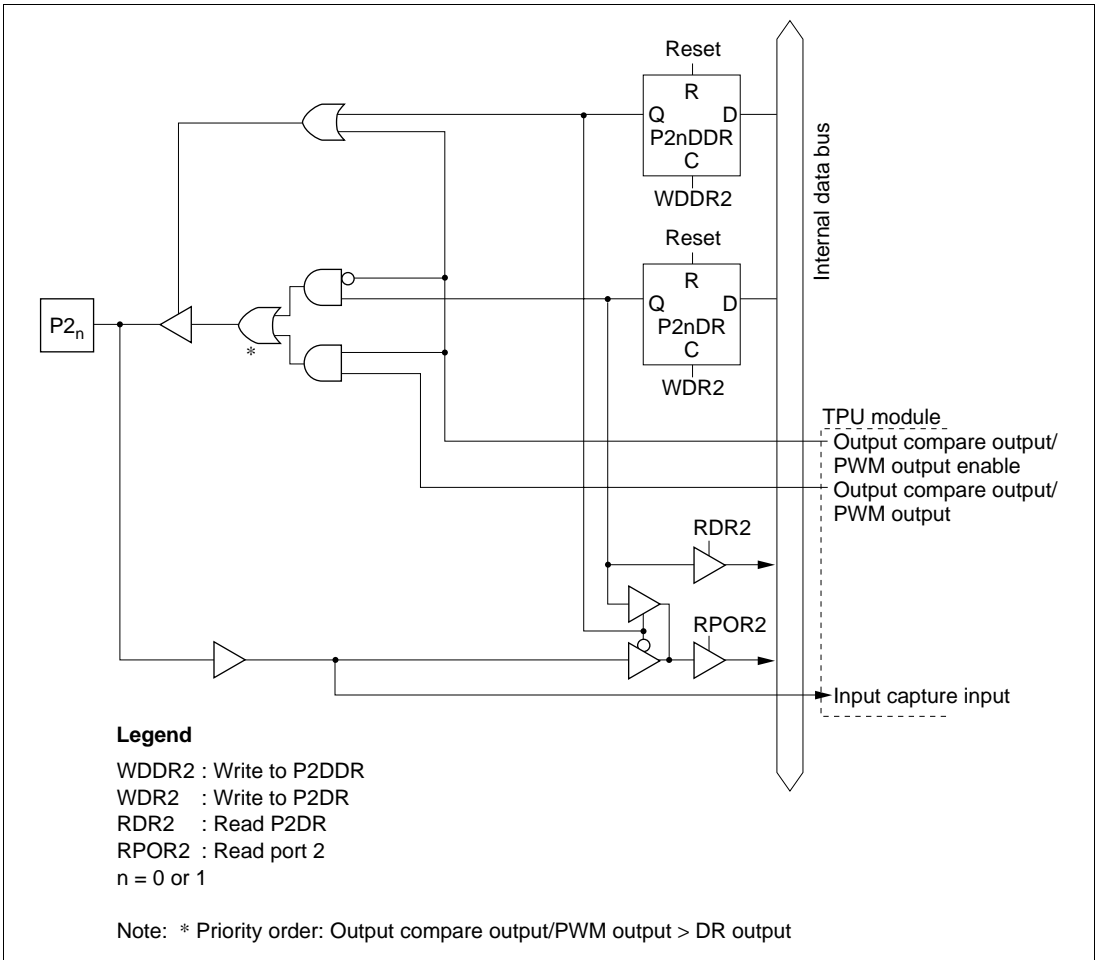 Reset
R
Q D
P2nDDR
C
WDDR2
Internal data bus
Reset
R
Q D
P2nDR
C
WDR2
P2n
*
TPU module
Output compare output/
PWM output enable
Output compare output/
PWM output
RDR2
RPOR2
Input capture input
Legend
WDDR2 : Write to P2DDR
WDR2 : Write to P2DR
RDR2 : Read P2DR
RPOR2 : Read port 2
n = 0 or 1
Note: * Priority order: Output compare output/PWM output > DR output